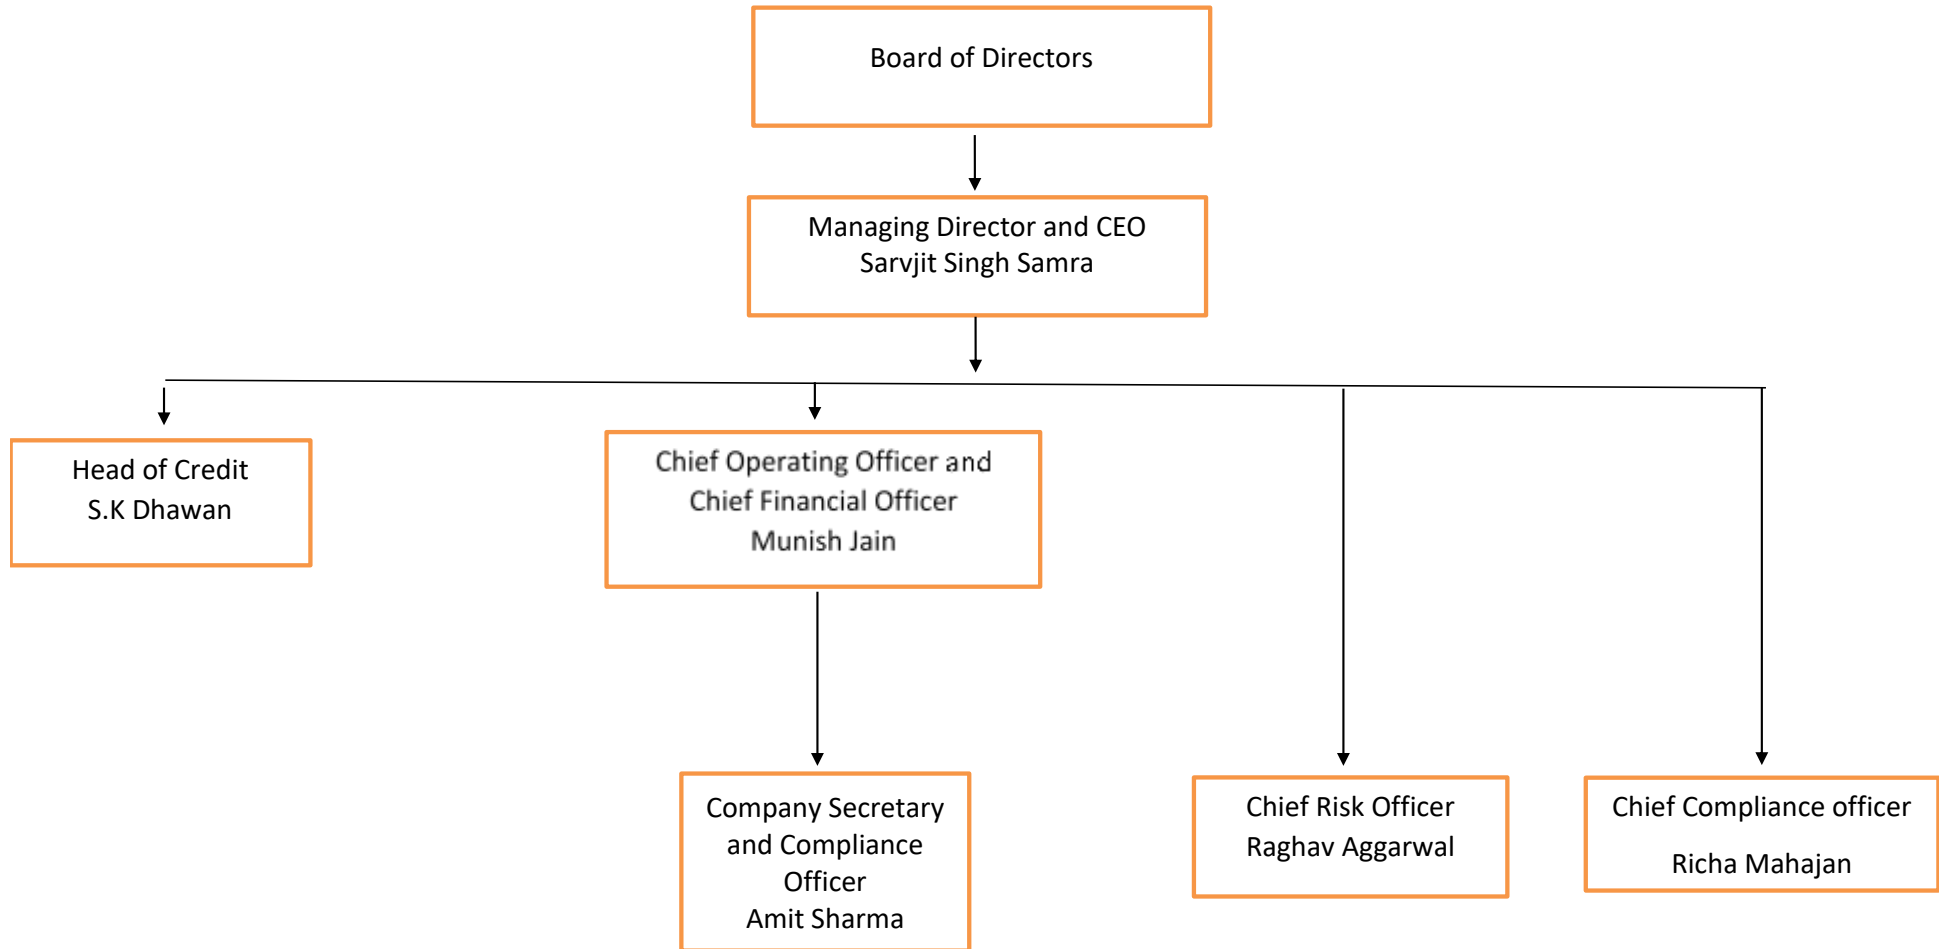 Board of Directors
Managing Director and CEO
Sarvjit Singh Samra
Head of Credit
S.K Dhawan
Chief Operating Officer and
Chief Financial Officer
Munish Jain
Company Secretary
and Compliance
Officer
Amit Sharma
Chief Risk Officer
Raghav Aggarwal
Chief Compliance officer
Richa Mahajan